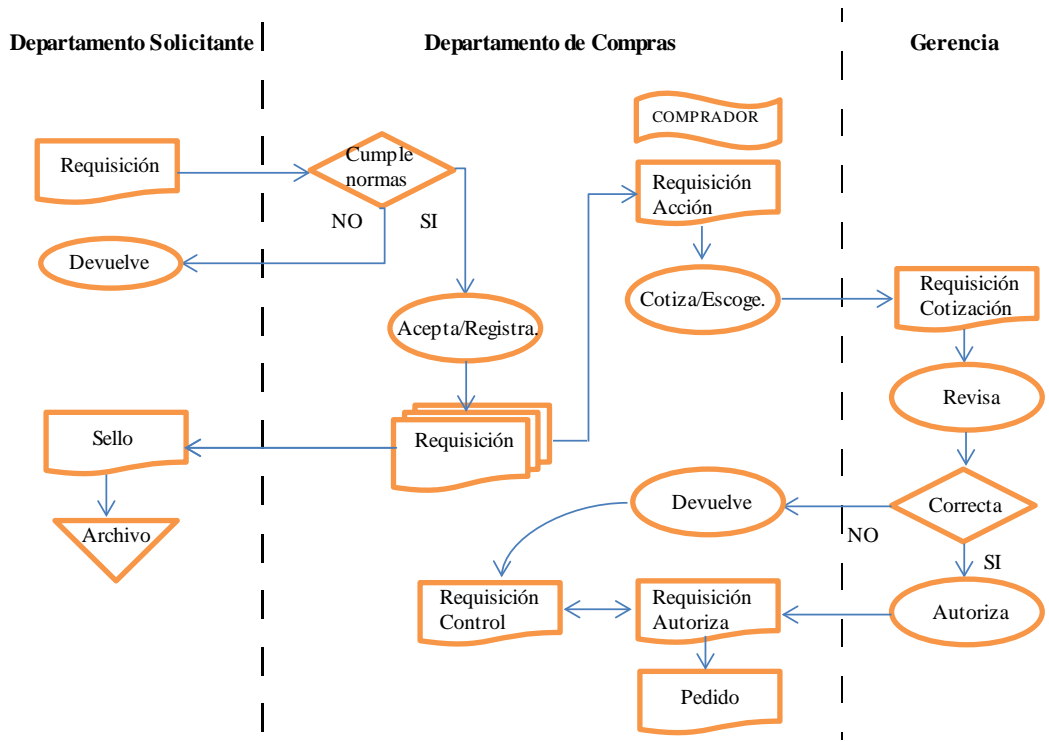 Departamento Solicitante
Departamento de Compras
Gerencia
COMPRADOR
Requisición
Cumple
normas
NO
SI
Devuelve
Acepta/Registra.
Requisición
Sello
Archivo
Requisición
Acción
Cotiza/Escoge.
Requisición
Cotización
Revisa
Correcta
NO
SI
Devuelve
Autoriza
Requisición
Autoriza
Requisición
Control
Pedido